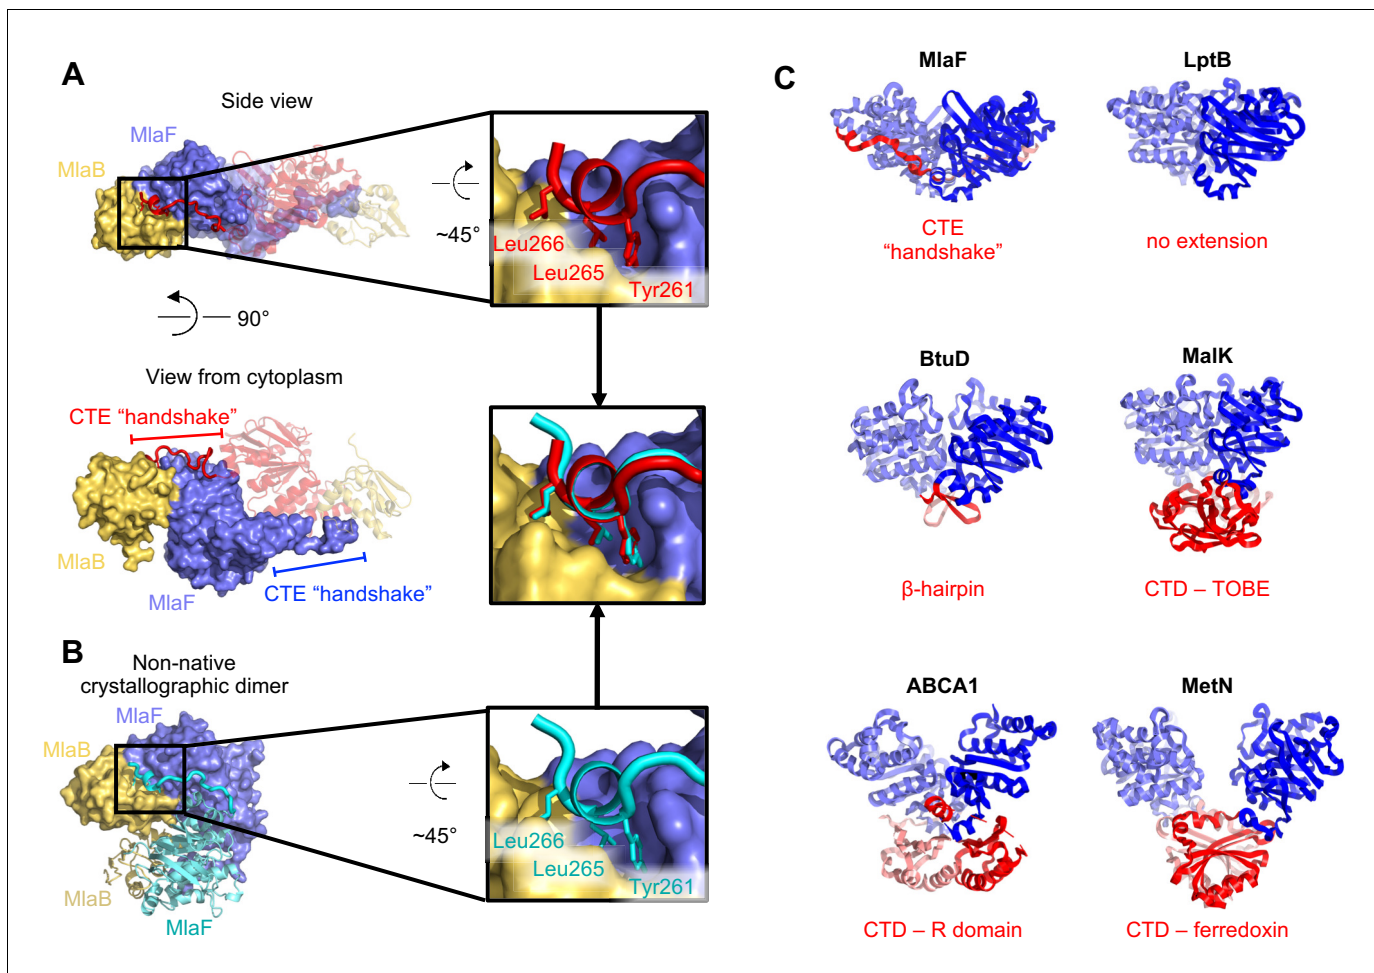 A
Side view
MlaF
MlaB
~45°
Leu266
Leu265
Tyr261
90°
View from cytoplasm
CTE “handshake”
MlaB
MlaF
CTE “handshake”
B
Non-native
crystallographic dimer
MlaF
MlaB
MlaB
MlaF
~45°
Leu266
Leu265
Tyr261
C
MlaF
CTE
“handshake”
LptB
no extension
BtuD
β-hairpin
MalK
CTD – TOBE
ABCA1
CTD – R domain
MetN
CTD – ferredoxin